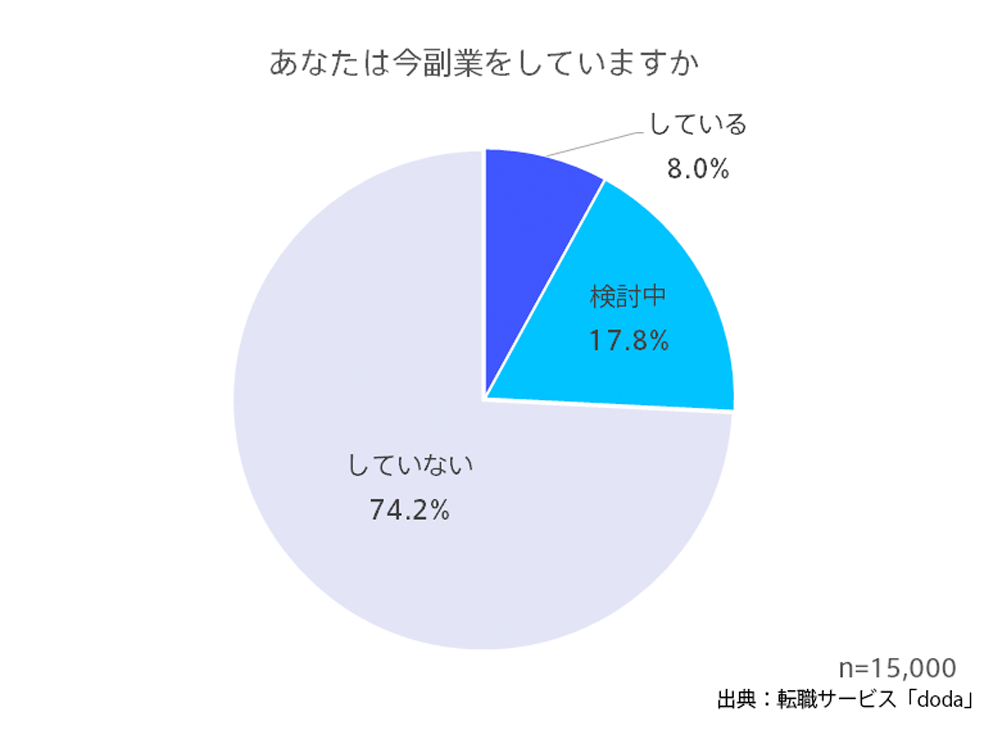 あなたは今副業をしていますか
している
8.0%
検討中
17.8%
していない
74.2%
n=15,000
出典：転職サービス「doda」